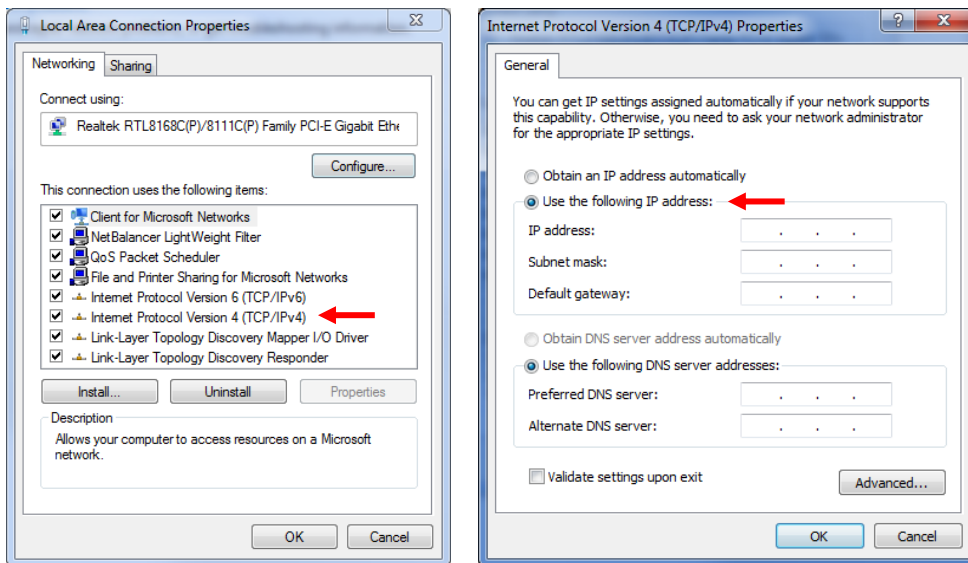 Local Area Connection Properties
Networking
Sharing
Connect using:
Realtek RTL8168C(P)/8111C(P) Family PCI-E Gigabit Ethe
Configure...
This connection uses the following items:
Client for Microsoft Networks
NetBalancer LightWeight Filter
QoS Packet Scheduler
File and Printer Sharing for Microsoft Networks
Internet Protocol Version 6 (TCP/IPv6)
Internet Protocol Version 4 (TCP/IPv4)
Link-Layer Topology Discovery Mapper I/O Driver
Link-Layer Topology Discovery Responder
Install...
Uninstall
Properties
Description
Allows your computer to access resources on a Microsoft
network.
OK
Cancel
Internet Protocol Version 4 (TCP/IPv4) Properties
General
You can get IP settings assigned automatically if your network supports
this capability. Otherwise, you need to ask your network administrator
for the appropriate IP settings.
Obtain an IP address automatically
Use the following IP address:
IP address:
Subnet mask:
Default gateway:
Obtain DNS server address automatically
Use the following DNS server addresses:
Preferred DNS server:
Alternate DNS server:
Validate settings upon exit
Advanced...
OK
Cancel